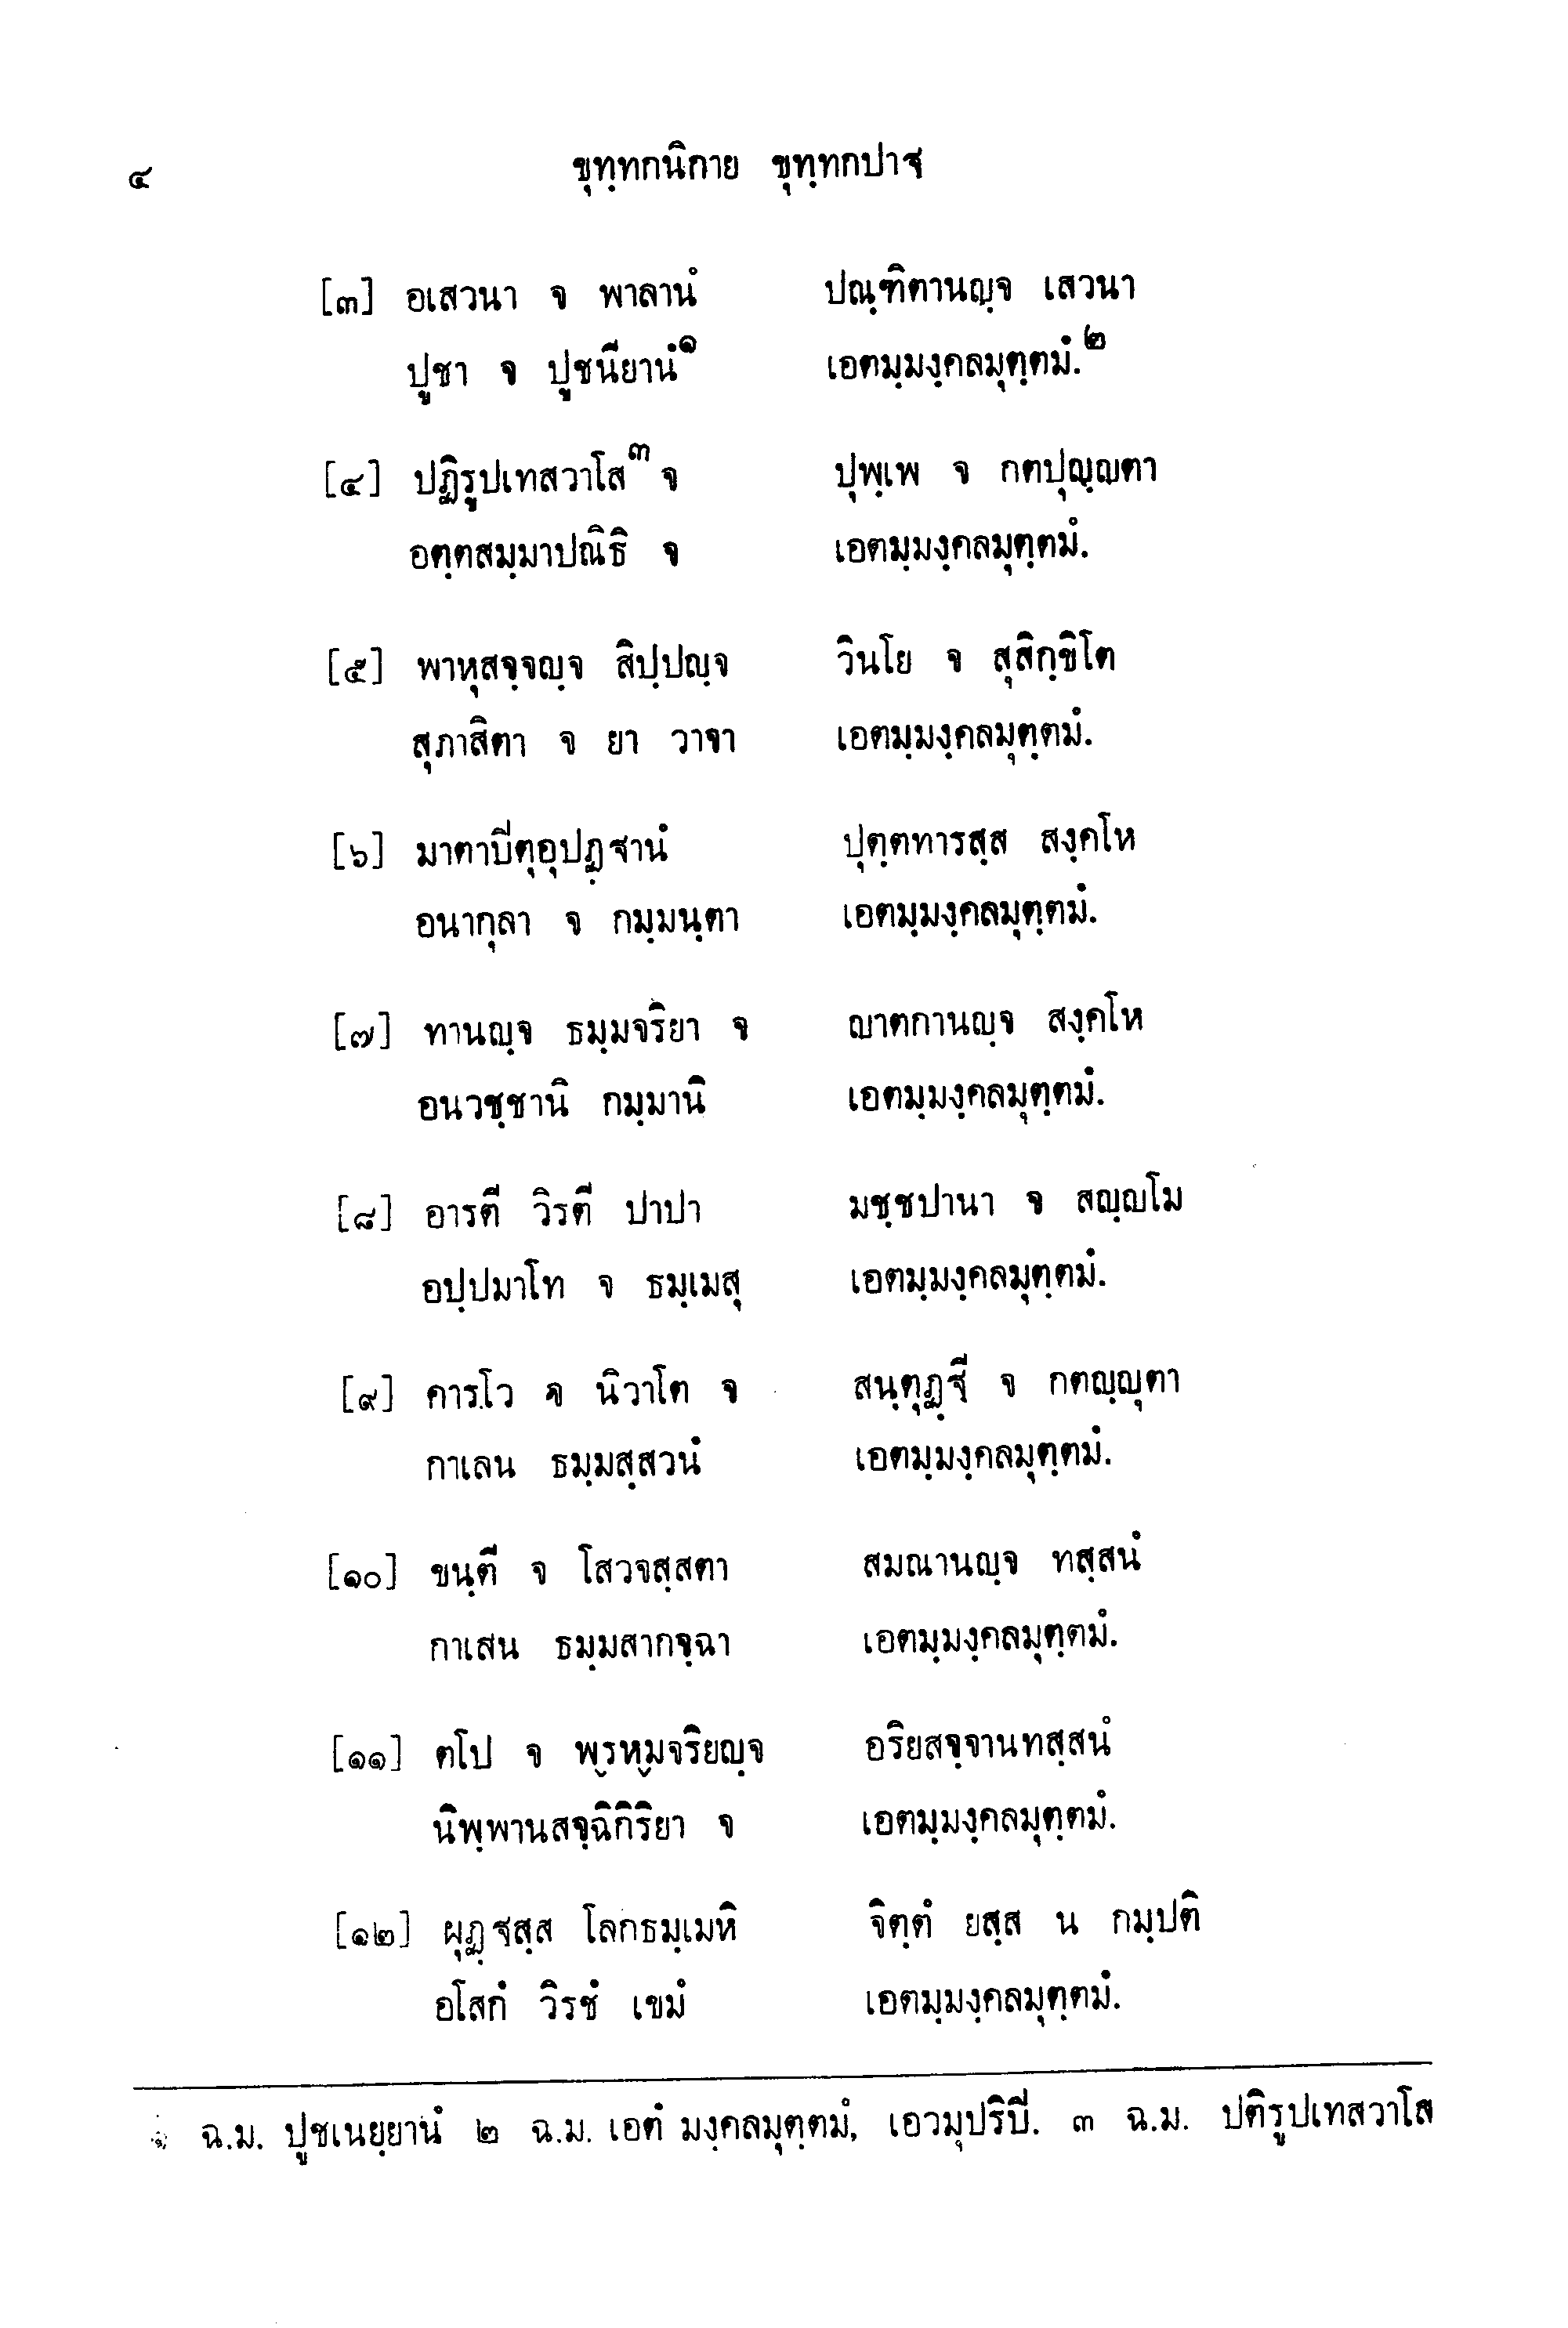 ๔ ขุทฺทกนิกาย ขุทฺทกปาฐ
[๓] อเสวนา จ พาลานํ ปณฺฑิตานญฺจ เสวนา
ปูชา จ ปูชนียานํ๑ เอตมฺมงฺคลมุตฺตมํ.๒
[๔] ปฏิรูปเทสวาโส๓ จ ปุพฺเพ จ กตปุญฺญตา
อตฺตสมฺมาปณิธิ จ เอตมฺมงฺคลมุตฺตมํ.
[๕] พาหุสจฺจญฺจ สิปฺปญฺจ วินโย จ สุสิกฺขิโต
สุภาสิตา จ ยา วาจา เอตมฺมงฺคลมุตฺตมํ.
[๖] มาตาบีตุอุปฏฺฐานํ ปุตฺตทารสฺส สงฺคโห
อนากุลา จ กมฺมนฺตา เอตมฺมงฺคลมุตฺตมํ.
[๗] ทานญฺจ ธมฺมจริยา จ ญาตกานญฺจ สงฺคโห
อนวชฺชานิ กมฺมานิ เอตมฺมงฺคลมุตฺตมํ.
[๘] อารตี วิรตี ปาปา มชฺชปานา จ สญฺญโม
อปฺปมาโท จ ธมฺเมสุ เอตมฺมงฺคลมุตฺตมํ.
[๙] คารโว จ นิวาโต จ สนฺตุฏฺฐี จ กตญฺญุตา
กาเลน ธมฺมสฺสวนํ เอตมฺมงฺคลมุตฺตมํ.
[๑๐] ขนฺตี จ โสวจสฺสตา สมณานญฺจ ทสฺสนํ
กาเสน ธมฺมสากจฺฉา เอตมฺมงฺคลมุตฺตมํ.
[๑๑] ตโป จ พฺรหฺมจริยญฺจ อริยสจฺจานทสฺสนํ
นิพฺพานสจฺฉิกิริยา จ เอตมฺมงฺคลมุตฺตมํ.
[๑๒] ผุฏฺฐสฺส โลกธมฺเมหิ จิตฺตํ ยสฺส น กมฺปติ
อโสกํ วิรชํ เขมํ เอตมฺมงฺคลมุตฺตมํ.
๑ ฉ.ม. ปูชเนยฺยานํ ๒ ฉ.ม. เอตํ มงฺคลมุตฺตมํ, เอวมุปริบี. ๓ ฉ.ม. ปติรูปเทสวาโส